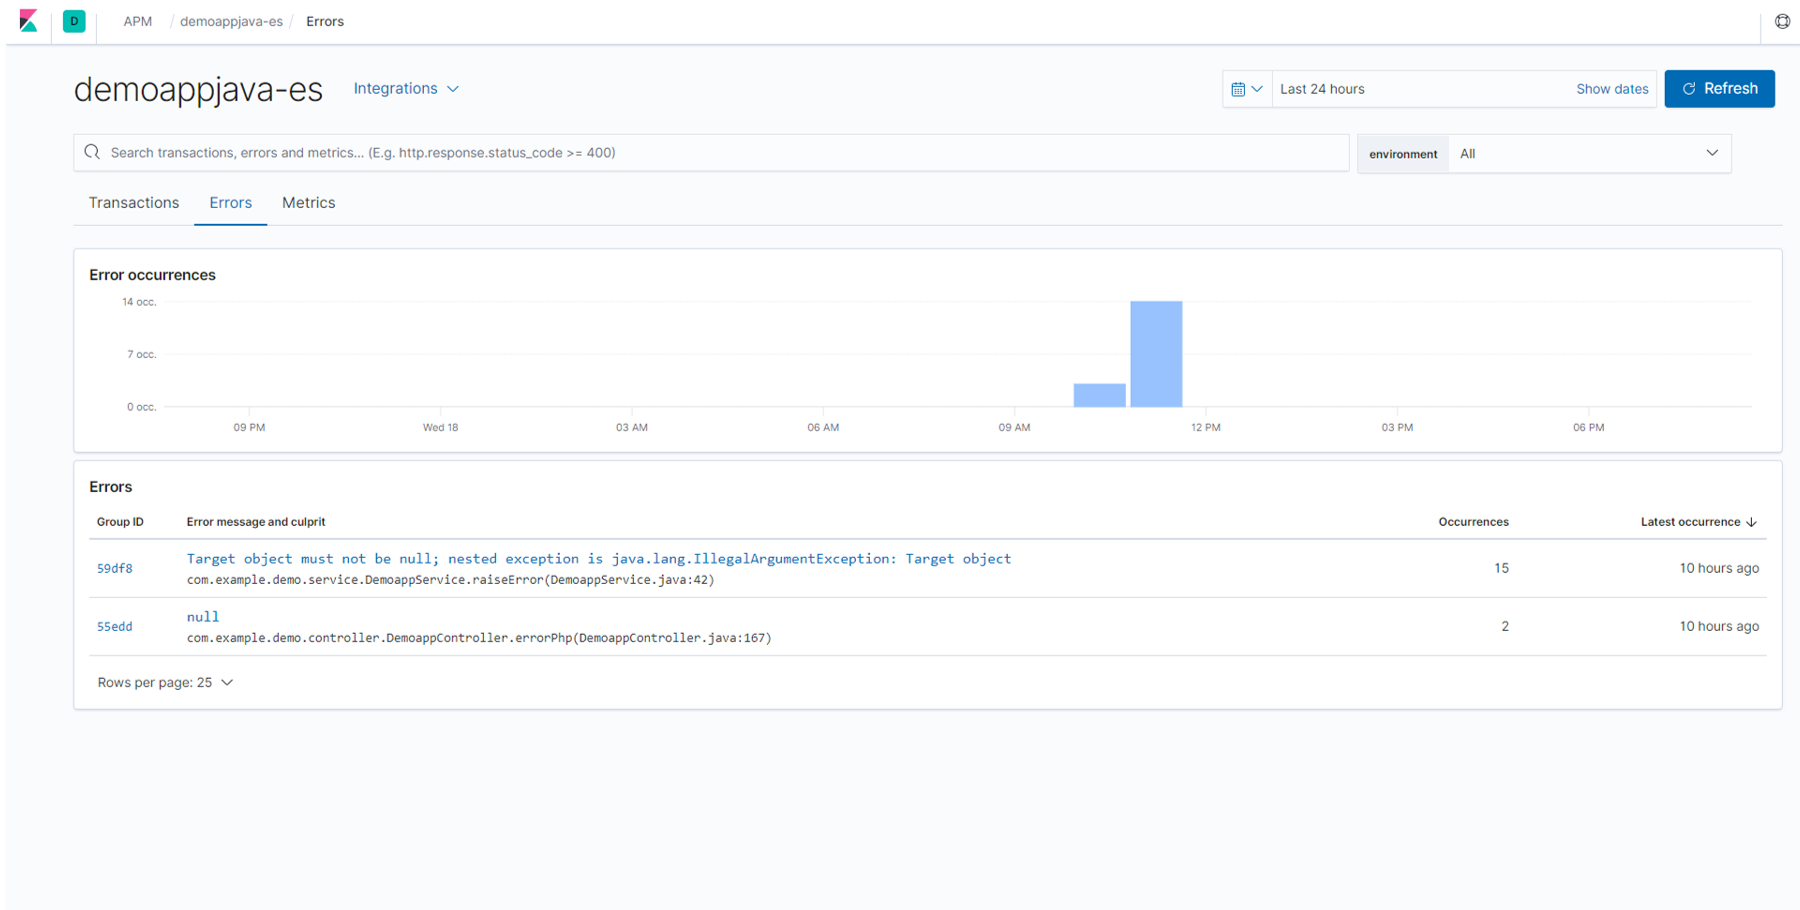 D APM / demoappjava-es / Errors
demoappjava-es Integrations Last 24 hours Show dates Refresh
Search transactions, errors and metrics... (E.g. http.response.status_code >= 400) environment All
Transactions Errors Metrics
Error occurrences
14 occ.
7 occ.
0 occ.
09 PM Wed 18 03 AM 06 AM 09 AM 12 PM 03 PM 06 PM
Errors
Group ID Error message and culprit Occurrences Latest occurrence
Target object must not be null; nested exception is java.lang.IllegalArgumentException: Target object
59df8 15 10 hours ago
com.example.demo.service.DemoappService.raiseError(DemoappService.java:42)
null
55edd 2 10 hours ago
com.example.demo.controller.DemoappController.errorPhp(DemoappController.java:167)
Rows per page: 25